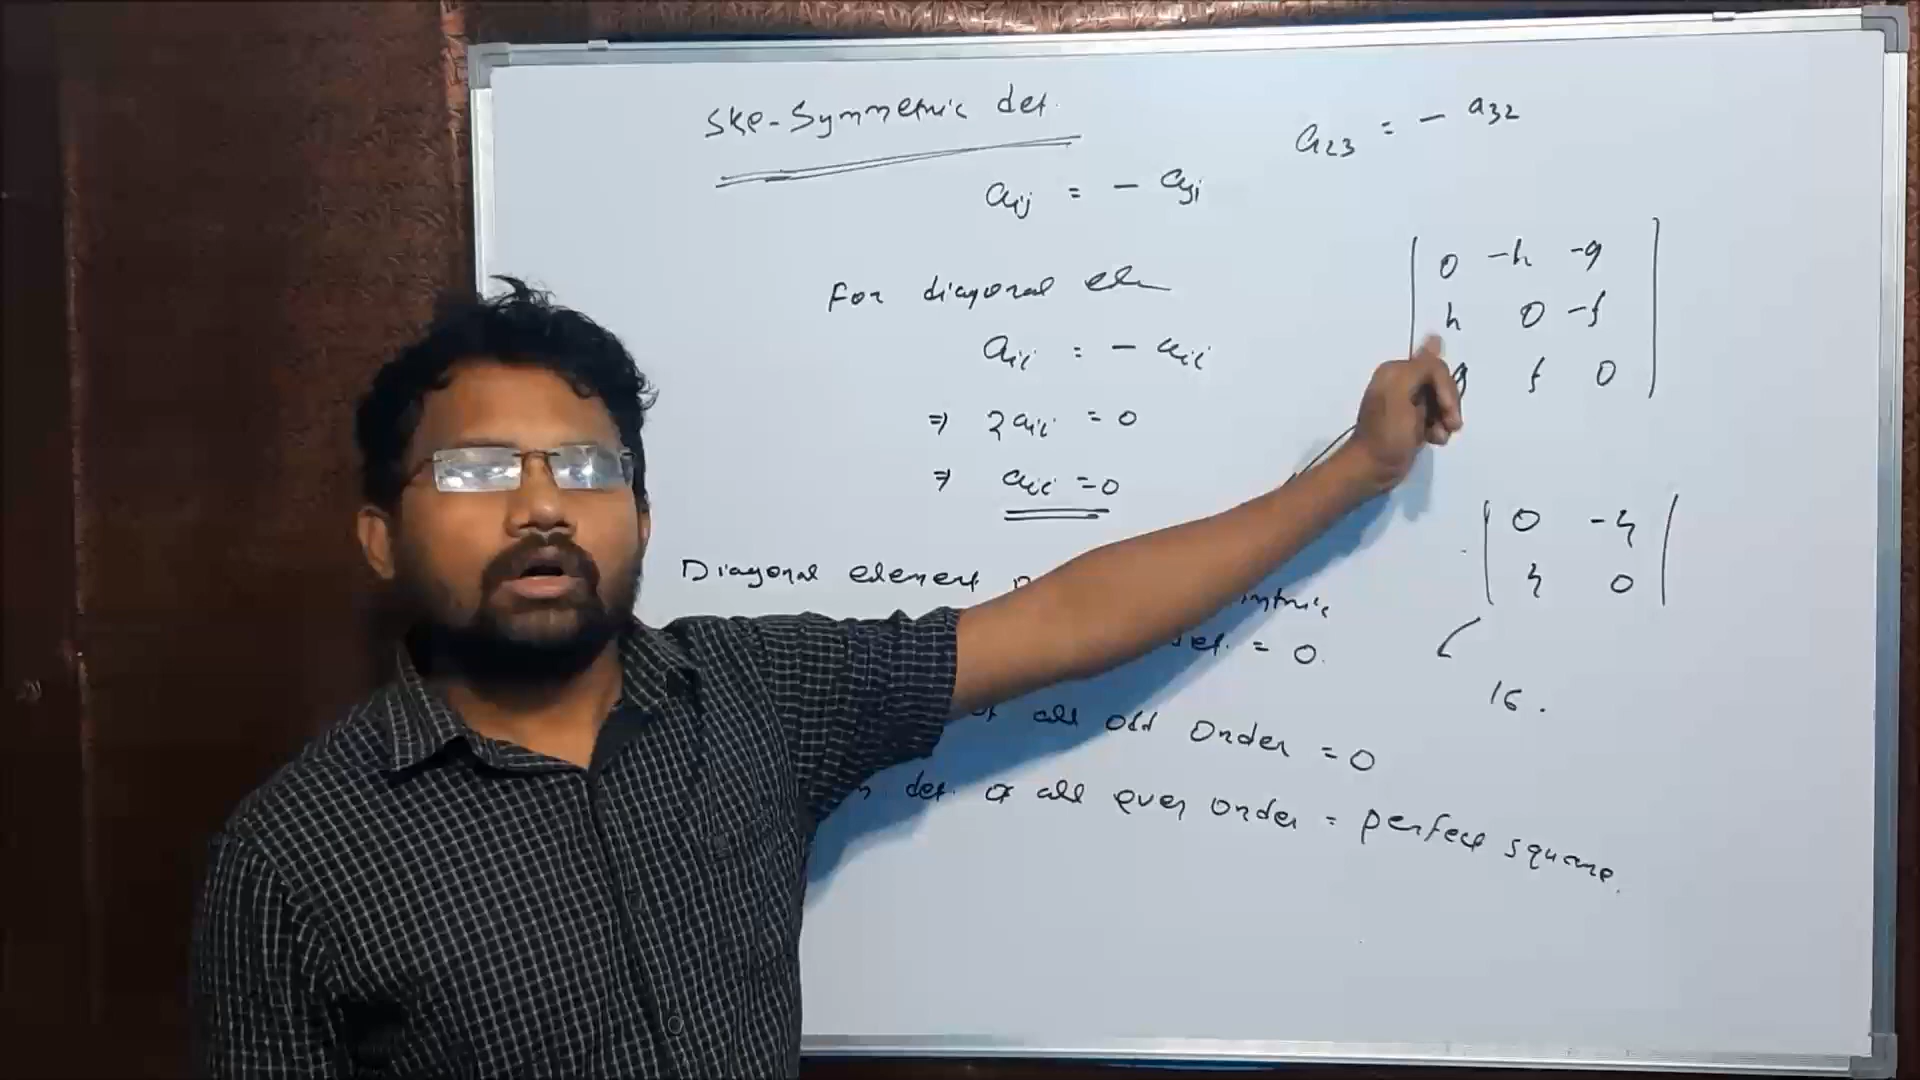 Ske-Symmetric det.
aij = - aji
a23 = - a32
For diagonal ele
aii = - aii
⇒ 2aii = 0
⇒ aii = 0
0 -h -g
h 0 -f
g f 0
0 -4
4 0
16.
Diagonal element
det. = 0.
of all odd order = 0
det. of all even order = perfect square.